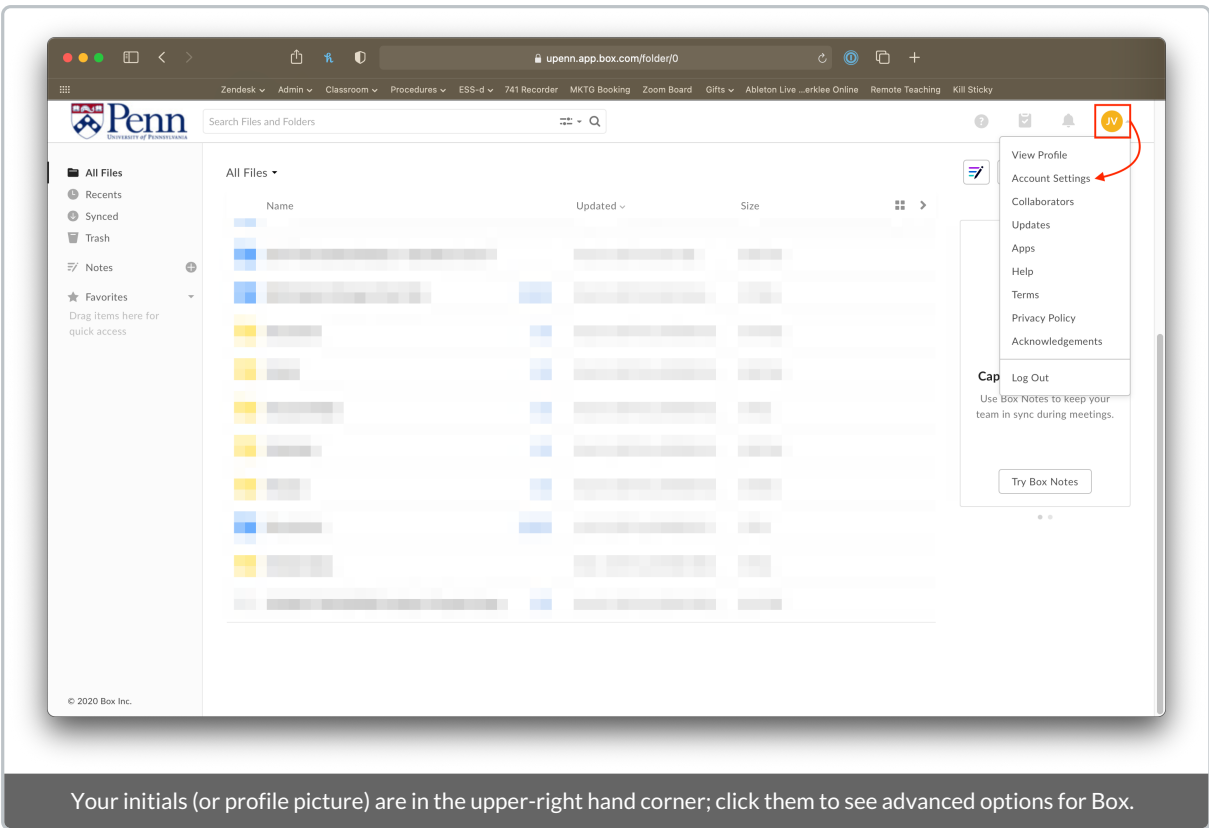 upenn.app.box.com/folder/0
Zendesk Admin Classroom Procedures ESS-d 741 Recorder MKTG Booking Zoom Board Gifts Ableton Live ...erklee Online Remote Teaching Kill Sticky
Penn
UNIVERSITY of PENNSYLVANIA
Search Files and Folders
JV
All Files
Recents
Synced
Trash
Notes
Favorites
Drag items here for
quick access
All Files
Name Updated Size
View Profile
Account Settings
Collaborators
Updates
Apps
Help
Terms
Privacy Policy
Acknowledgements
Log Out
Cap
Use Box Notes to keep your
team in sync during meetings.
Try Box Notes
© 2020 Box Inc.
Your initials (or profile picture) are in the upper-right hand corner; click them to see advanced options for Box.